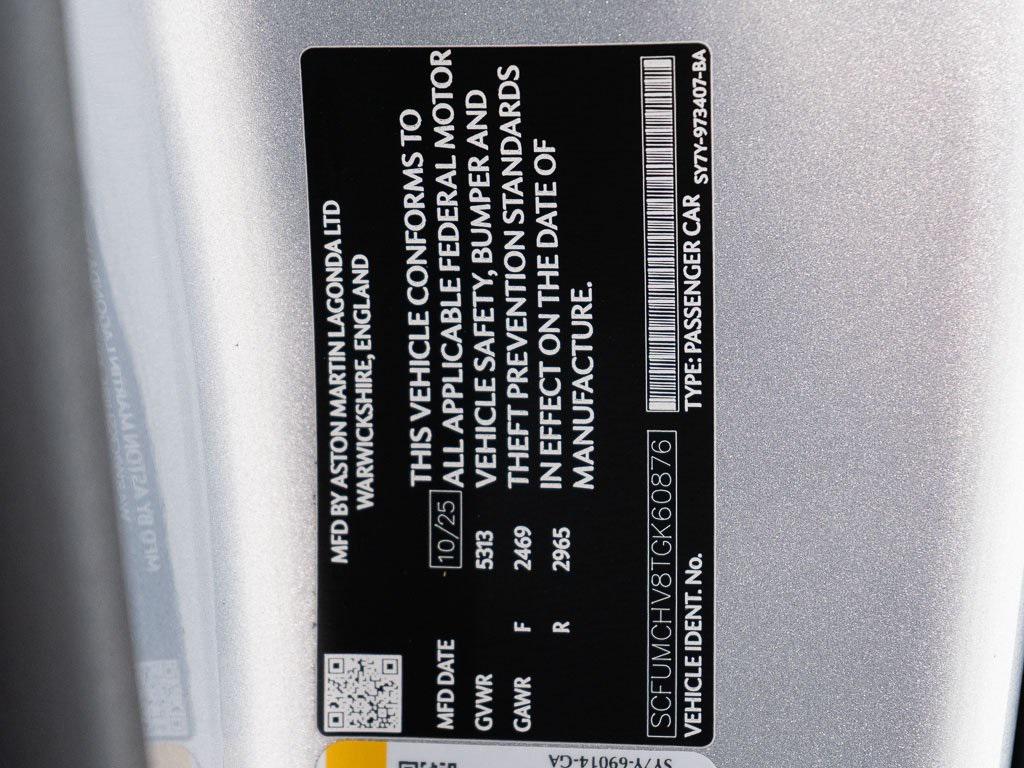 MFD BY ASTON MARTIN LAGONDA LTD
WARWICKSHIRE, ENGLAND
MFD DATE 10/25
GVWR 5313
GAWR F 2469
R 2965
THIS VEHICLE CONFORMS TO
ALL APPLICABLE FEDERAL MOTOR
VEHICLE SAFETY, BUMPER AND
THEFT PREVENTION STANDARDS
IN EFFECT ON THE DATE OF
MANUFACTURE.
SCFUMCHV8TGK60876
VEHICLE IDENT. No. TYPE: PASSENGER CAR SY7Y-973407-BA
SY7Y-69014-CA